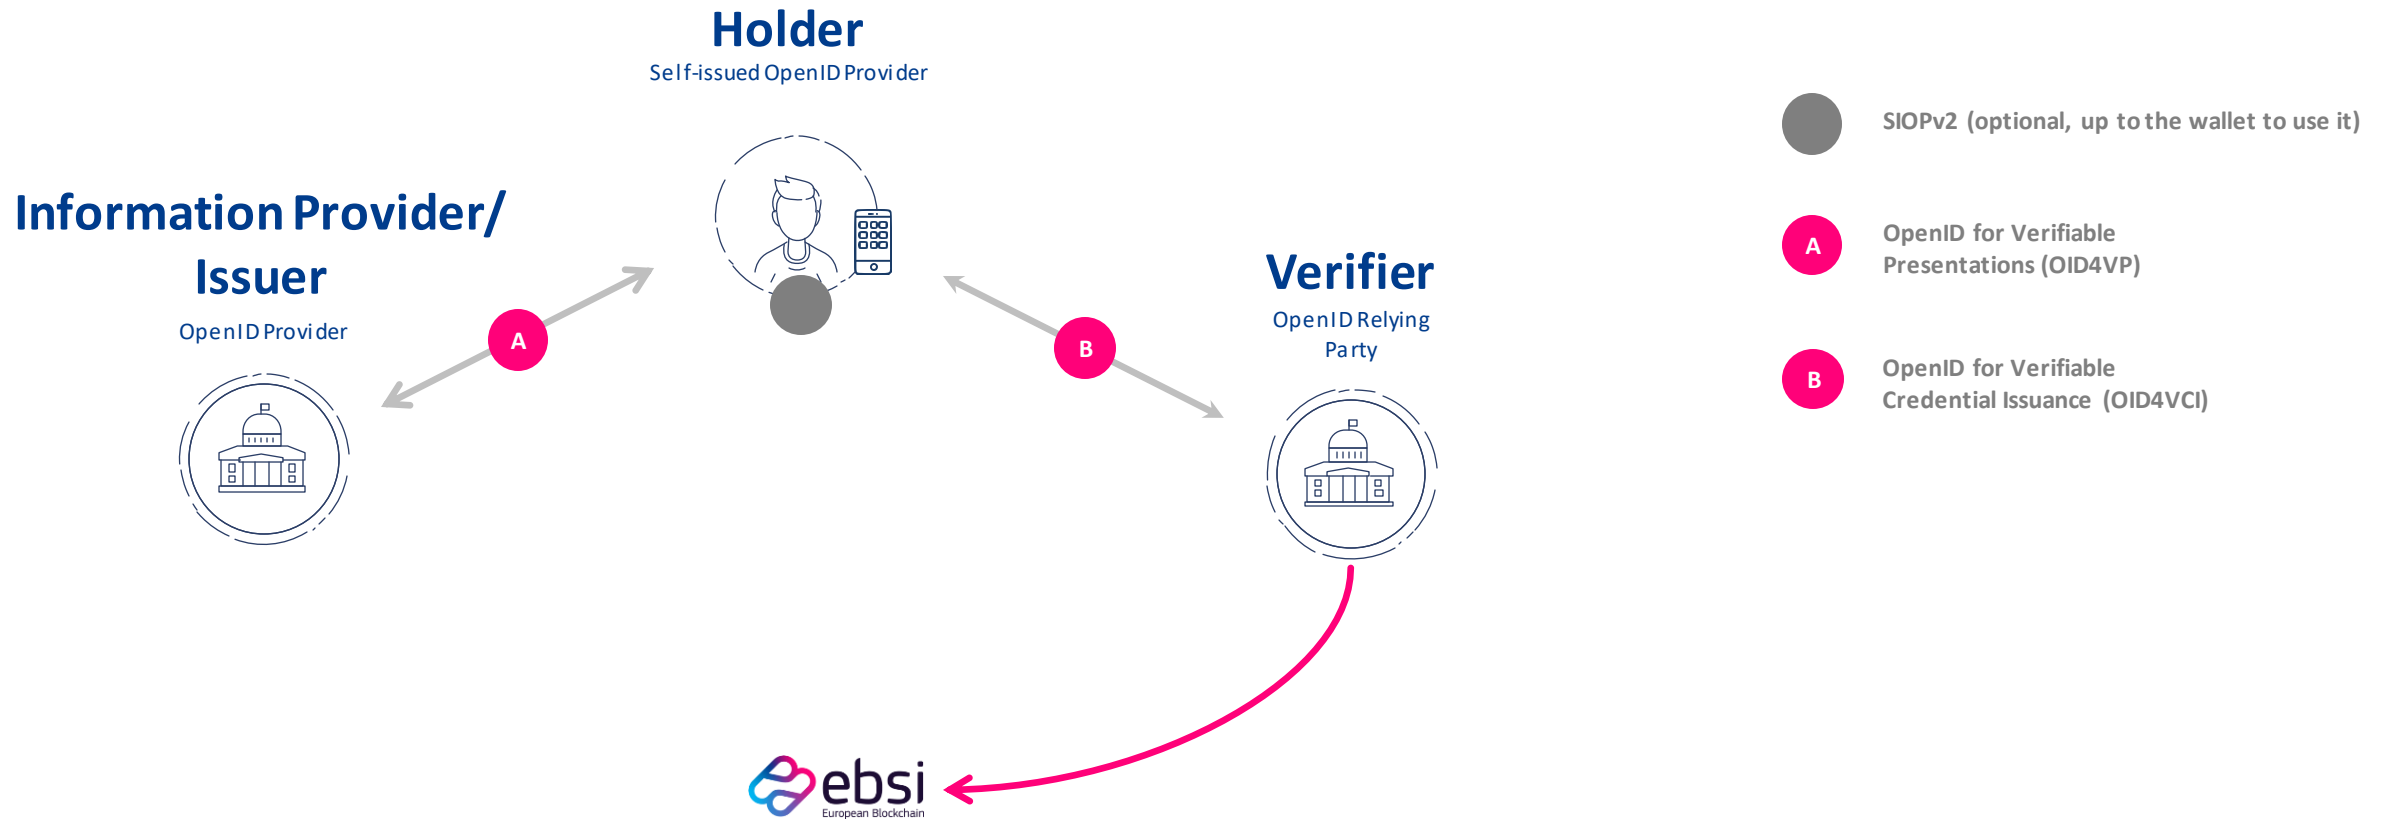 Holder
Self-issued OpenID Provider
Information Provider/
Issuer
OpenID Provider
A
B
Verifier
OpenID Relying
Party
ebsi
European Blockchain
SIOPv2 (optional, up to the wallet to use it)
A
OpenID for Verifiable
Presentations (OID4VP)
B
OpenID for Verifiable
Credential Issuance (OID4VCI)